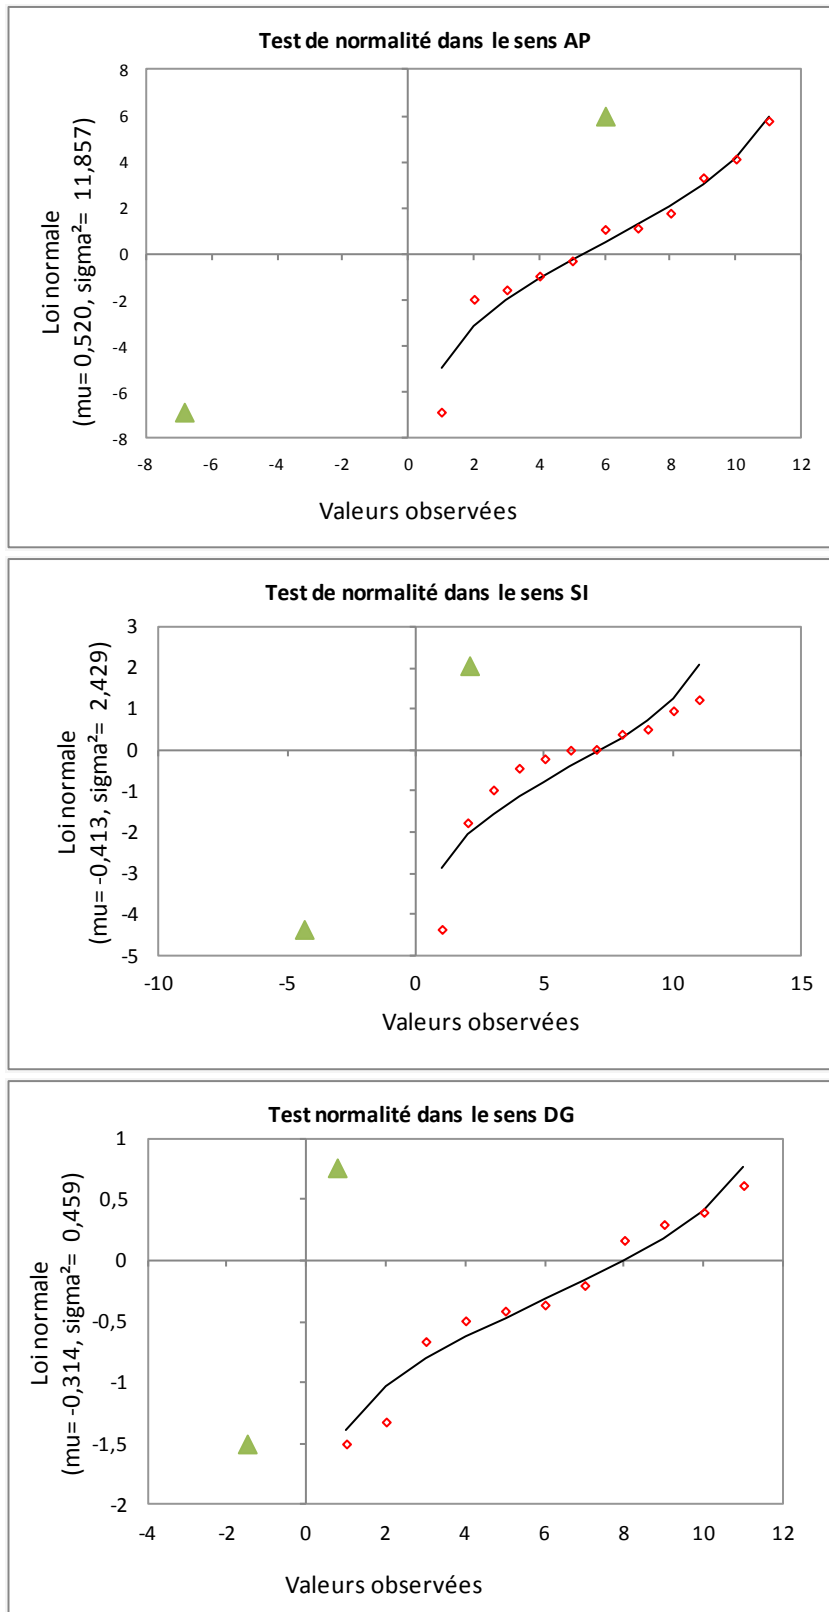 Test de normalité dans le sens AP
Loi normale
(mu= 0,520, sigma²= 11,857)
8
6
4
2
0
-2
-4
-6
-8
-8 -6 -4 -2 0 2 4 6 8 10 12
Valeurs observées
Test de normalité dans le sens SI
Loi normale
(mu= -0,413, sigma²= 2,429)
3
2
1
0
-1
-2
-3
-4
-5
-10 -5 0 5 10 15
Valeurs observées
Test normalité dans le sens DG
Loi normale
(mu= -0,314, sigma²= 0,459)
1
0,5
0
-0,5
-1
-1,5
-2
-4 -2 0 2 4 6 8 10 12
Valeurs observées